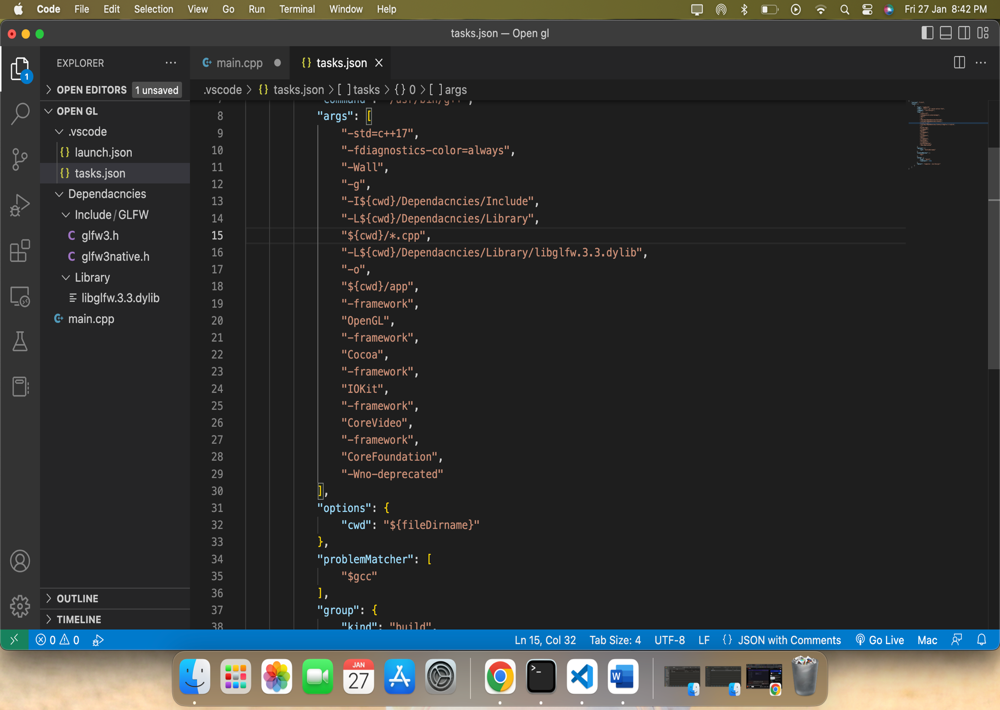 Code File Edit Selection View Go Run Terminal Window Help Fri 27 Jan 8:42 PM
tasks.json — Open gl
EXPLORER
main.cpp
{} tasks.json
1
OPEN EDITORS 1 unsaved
.vscode > {} tasks.json > [ ] tasks > {} 0 > [ ] args
OPEN GL
.vscode
{} launch.json
{} tasks.json
Dependacncies
Include/GLFW
C glfw3.h
C glfw3native.h
Library
libglfw.3.3.dylib
main.cpp
OUTLINE
TIMELINE
7 "command": "/usr/bin/g++",
8 "args": [
9 "-std=c++17",
10 "-fdiagnostics-color=always",
11 "-Wall",
12 "-g",
13 "-I${cwd}/Dependacncies/Include",
14 "-L${cwd}/Dependacncies/Library",
15 "${cwd}/*.cpp",
16 "-L${cwd}/Dependacncies/Library/libglfw.3.3.dylib",
17 "-o",
18 "${cwd}/app",
19 "-framework",
20 "OpenGL",
21 "-framework",
22 "Cocoa",
23 "-framework",
24 "IOKit",
25 "-framework",
26 "CoreVideo",
27 "-framework",
28 "CoreFoundation",
29 "-Wno-deprecated"
30 ],
31 "options": {
32 "cwd": "${fileDirname}"
33 },
34 "problemMatcher": [
35 "$gcc"
36 ],
37 "group": {
38 "kind": "build",
0 0 Ln 15, Col 32 Tab Size: 4 UTF-8 LF {} JSON with Comments Go Live Mac
JAN
27
W